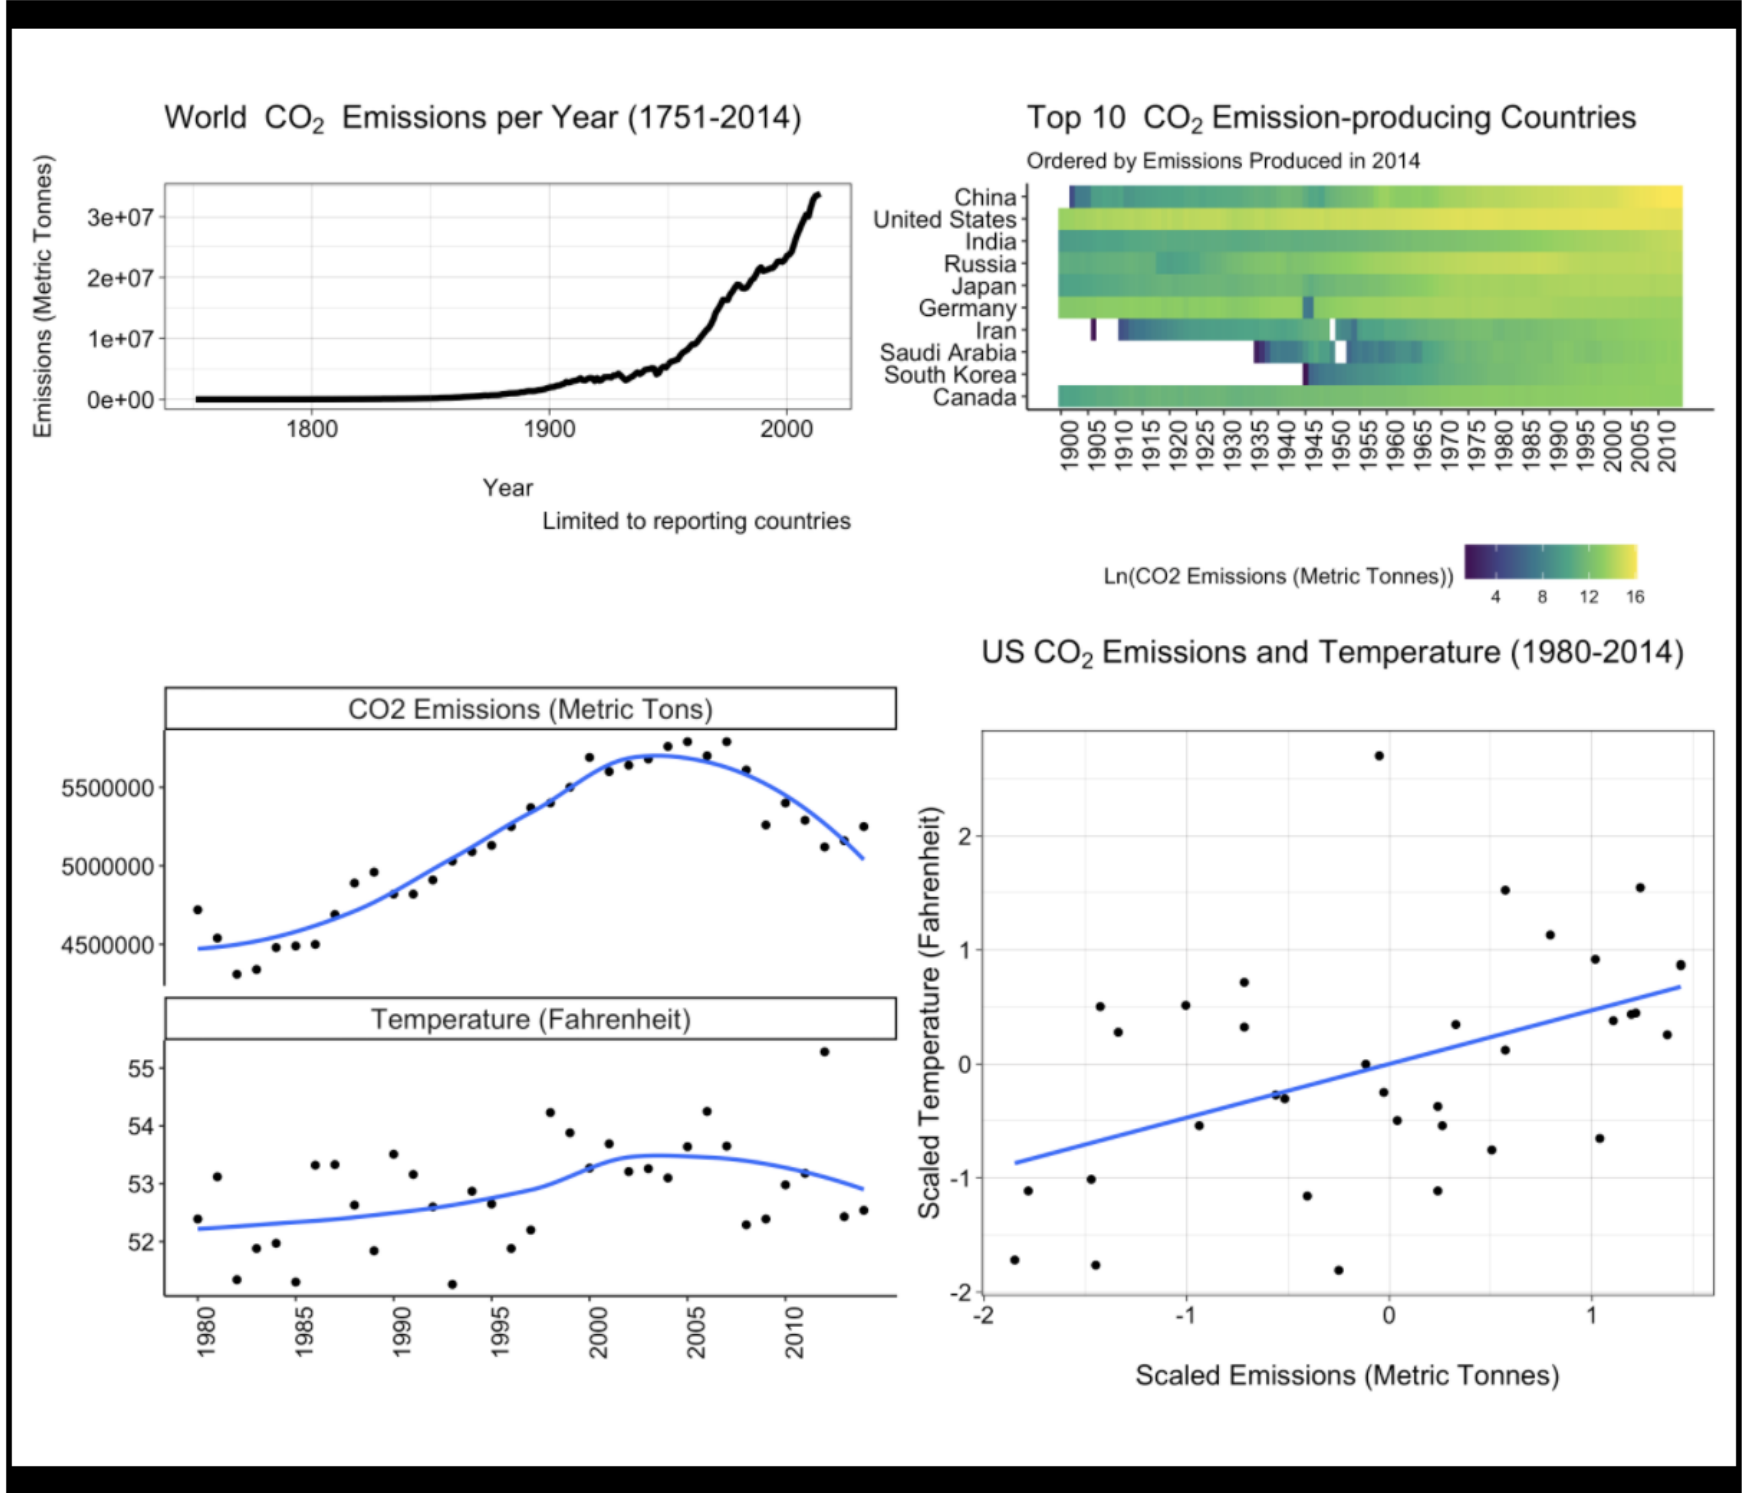 World CO₂ Emissions per Year (1751-2014)
Emissions (Metric Tonnes)
3e+07
2e+07
1e+07
0e+00
1800 1900 2000
Year
Limited to reporting countries
Top 10 CO₂ Emission-producing Countries
Ordered by Emissions Produced in 2014
China
United States
India
Russia
Japan
Germany
Iran
Saudi Arabia
South Korea
Canada
1900 1905 1910 1915 1920 1925 1930 1935 1940 1945 1950 1955 1960 1965 1970 1975 1980 1985 1990 1995 2000 2005 2010
Ln(CO2 Emissions (Metric Tonnes))
4 8 12 16
CO2 Emissions (Metric Tons)
5500000
5000000
4500000
Temperature (Fahrenheit)
55
54
53
52
1980 1985 1990 1995 2000 2005 2010
US CO₂ Emissions and Temperature (1980-2014)
Scaled Temperature (Fahrenheit)
2
1
0
-1
-2
-2 -1 0 1
Scaled Emissions (Metric Tonnes)